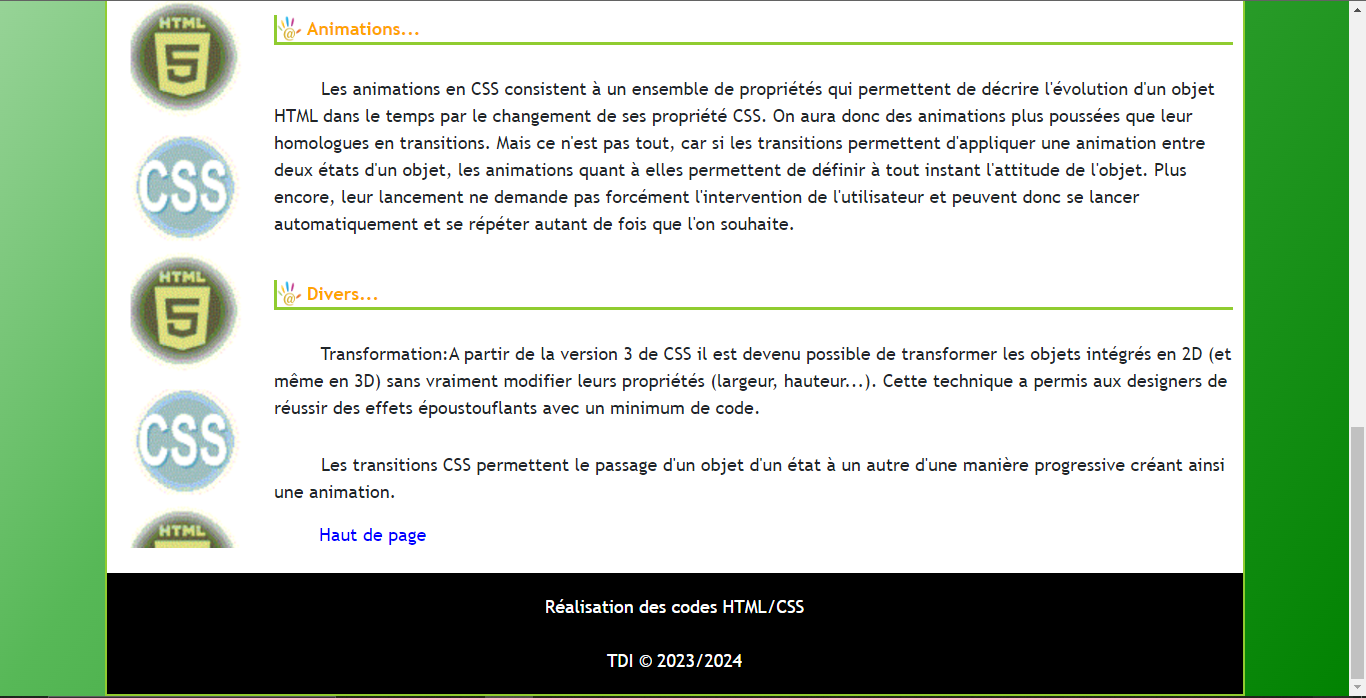 HTML
5
Animations...
Les animations en CSS consistent à un ensemble de propriétés qui permettent de décrire l'évolution d'un objet
HTML dans le temps par le changement de ses propriété CSS. On aura donc des animations plus poussées que leur
homologues en transitions. Mais ce n'est pas tout, car si les transitions permettent d'appliquer une animation entre
deux états d'un objet, les animations quant à elles permettent de définir à tout instant l'attitude de l'objet. Plus
encore, leur lancement ne demande pas forcément l'intervention de l'utilisateur et peuvent donc se lancer
automatiquement et se répéter autant de fois que l'on souhaite.
CSS
HTML
5
@ Divers...
Transformation:A partir de la version 3 de CSS il est devenu possible de transformer les objets intégrés en 2D (et
même en 3D) sans vraiment modifier leurs propriétés (largeur, hauteur...). Cette technique a permis aux designers de
réussir des effets époustouflants avec un minimum de code.
CSS
Les transitions CSS permettent le passage d'un objet d'un état à un autre d'une manière progressive créant ainsi
une animation.
HTML
Haut de page
Réalisation des codes HTML/CSS
TDI © 2023/2024